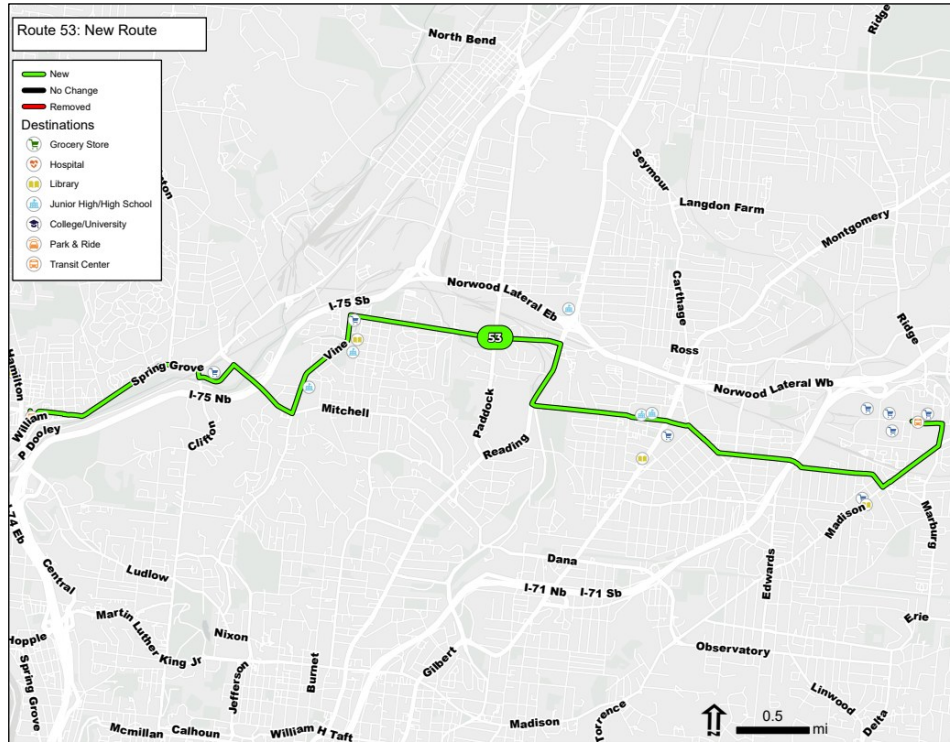 Route 53: New Route
New
No Change
Removed
Destinations
Grocery Store
Hospital
Library
Junior High/High School
College/University
Park & Ride
Transit Center
North Bend
Ridge
Seymour
Langdon Farm
Montgomery
Carthage
Norwood Lateral Eb
I-75 Sb
53
Ross
Ridge
Norwood Lateral Wb
Vine
Spring Grove
I-75 Nb
Hamilton
William
P Dooley
Mitchell
Clifton
Paddock
Reading
Madison
Marburg
I-74 Eb
Central
Ludlow
Dana
I-71 Nb
I-71 Sb
Edwards
Erie
Martin Luther King Jr
Nixon
Hopple
Spring Grove
Jefferson
Burnet
Gilbert
Observatory
Linwood
Delta
Mcmillan
Calhoun
William H Taft
Madison
Torrence
N
0.5
mi